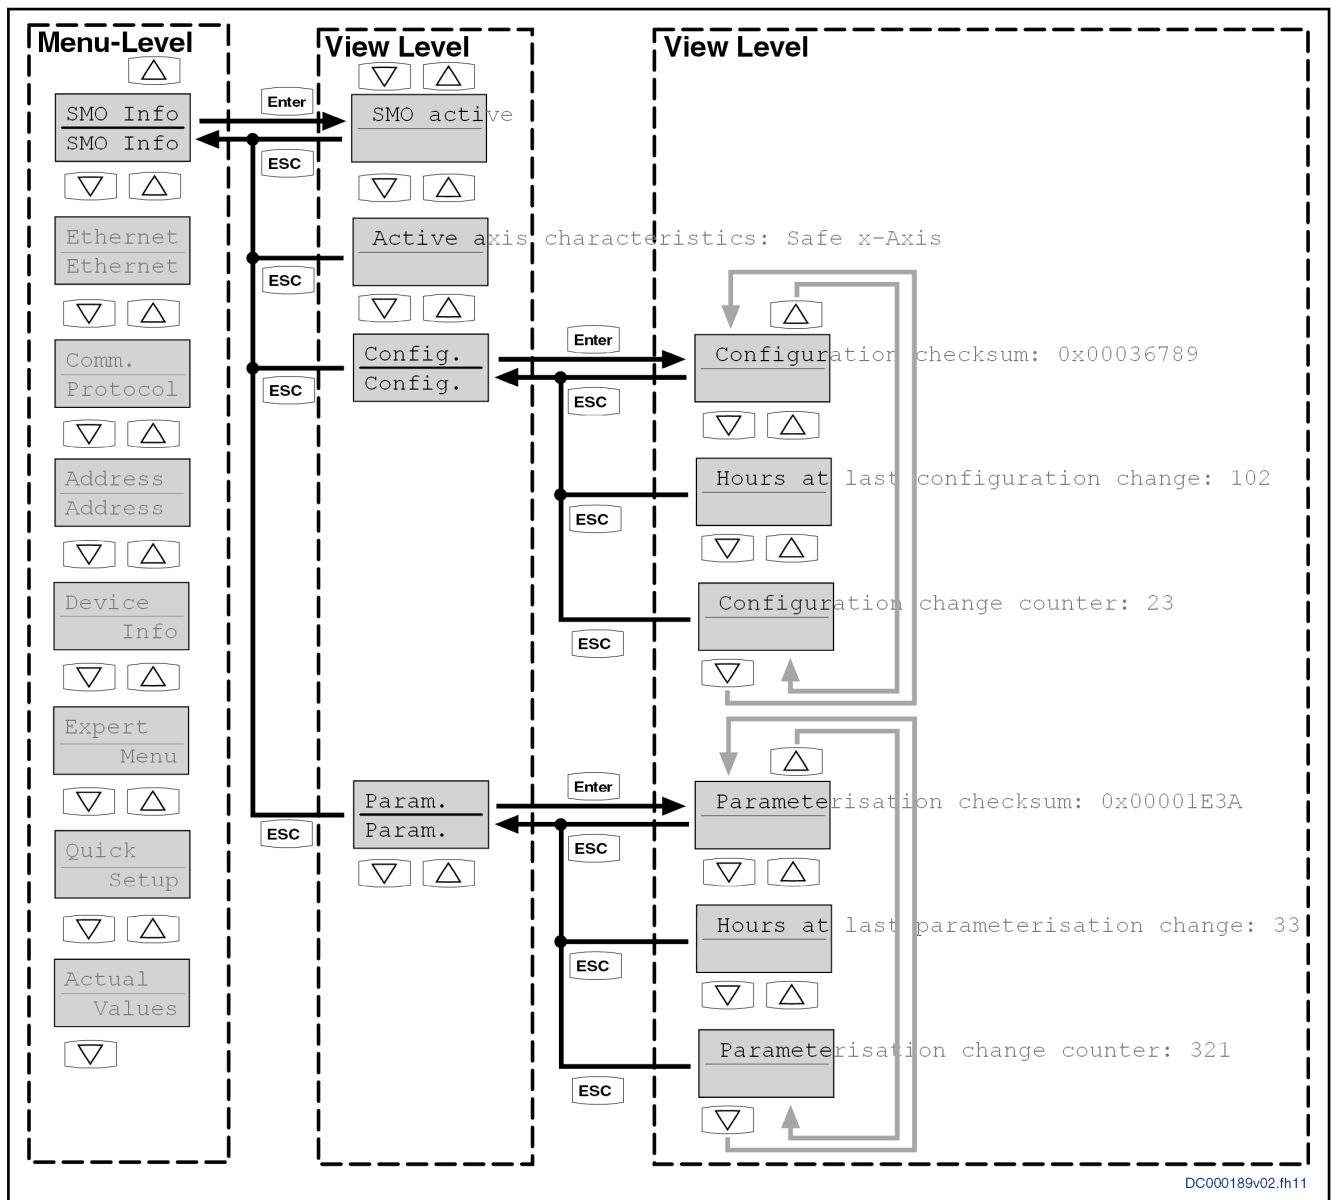 Menu-Level
SMO Info
SMO Info
Ethernet
Ethernet
Comm.
Protocol
Address
Address
Device
Info
Expert
Menu
Quick
Setup
Actual
Values
Enter
ESC
ESC
ESC
ESC
View Level
SMO active
Active axis characteristics: Safe x-Axis
Config.
Config.
Param.
Param.
Enter
ESC
ESC
ESC
Enter
ESC
ESC
ESC
View Level
Configuration checksum: 0x00036789
Hours at last configuration change: 102
Configuration change counter: 23
Parameterisation checksum: 0x00001E3A
Hours at last parameterisation change: 33
Parameterisation change counter: 321
DC000189v02.fh11